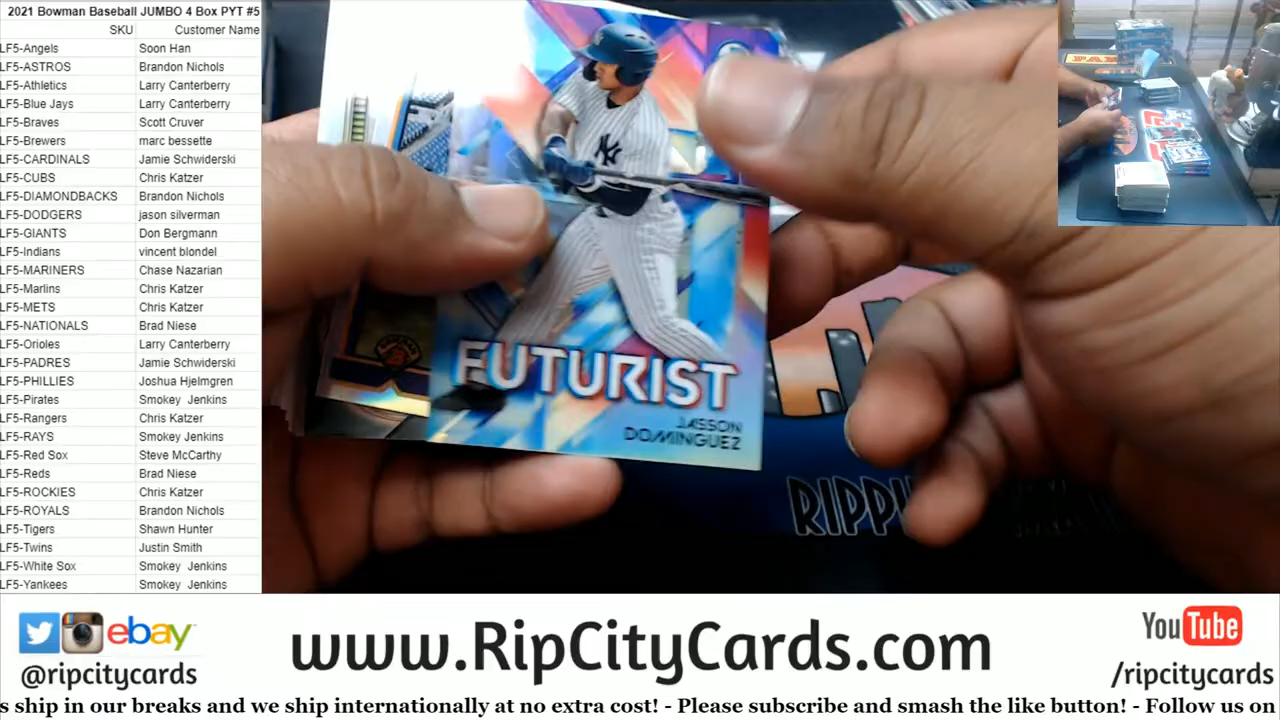 2021 Bowman Baseball JUMBO 4 Box PYT #5
SKU Customer Name
LF5-Angels Soon Han
LF5-ASTROS Brandon Nichols
LF5-Athletics Larry Canterberry
LF5-Blue Jays Larry Canterberry
LF5-Braves Scott Cruver
LF5-Brewers marc bessette
LF5-CARDINALS Jamie Schwiderski
LF5-CUBS Chris Katzer
LF5-DIAMONDBACKS Brandon Nichols
LF5-DODGERS jason silverman
LF5-GIANTS Don Bergmann
LF5-Indians vincent blondel
LF5-MARINERS Chase Nazarian
LF5-Marlins Chris Katzer
LF5-METS Chris Katzer
LF5-NATIONALS Brad Niese
LF5-Orioles Larry Canterberry
LF5-PADRES Jamie Schwiderski
LF5-PHILLIES Joshua Hjelmgren
LF5-Pirates Smokey Jenkins
LF5-Rangers Chris Katzer
LF5-RAYS Smokey Jenkins
LF5-Red Sox Steve McCarthy
LF5-Reds Brad Niese
LF5-ROCKIES Chris Katzer
LF5-ROYALS Brandon Nichols
LF5-Tigers Shawn Hunter
LF5-Twins Justin Smith
LF5-White Sox Smokey Jenkins
LF5-Yankees Smokey Jenkins
NY
FUTURIST
JASSON
DOMINGUEZ
ebay
@ripcitycards
www.RipCityCards.com
YouTube
/ripcitycards
s ship in our breaks and we ship internationally at no extra cost! - Please subscribe and smash the like button! - Follow us on